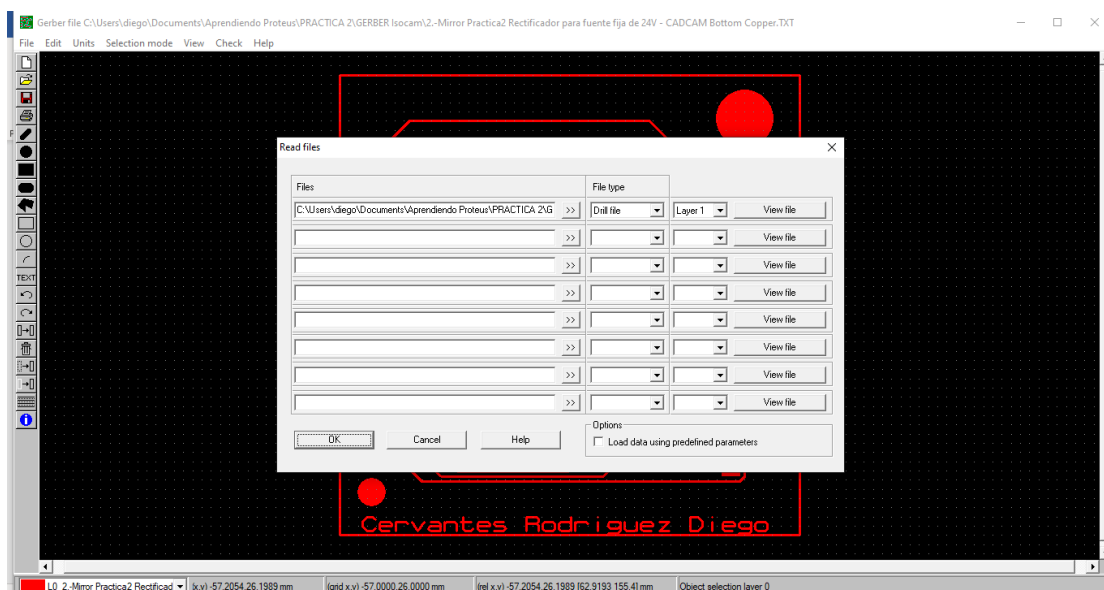 Gerber file C:\Users\diego\Documents\Aprendiendo Proteus\PRACTICA 2\GERBER Isocam\2.-Mirror Practica2 Rectificador para fuente fija de 24V - CADCAM Bottom Copper.TXT
File Edit Units Selection mode View Check Help
Read files
Files File type
C:\Users\diego\Documents\Aprendiendo Proteus\PRACTICA 2\G >> Drill file Layer 1 View file
>> View file
>> View file
>> View file
>> View file
>> View file
>> View file
>> View file
OK Cancel Help
Options
Load data using predefined parameters
TEXT
Cervantes Rodriguez Diego
L0 2.-Mirror Practica2 Rectificad (x,y) -57.2054,26.1989 mm (grid x,y) -57.0000,26.0000 mm (rel x,y) -57.2054,26.1989 [62.9193 155.4] mm Object selection layer 0